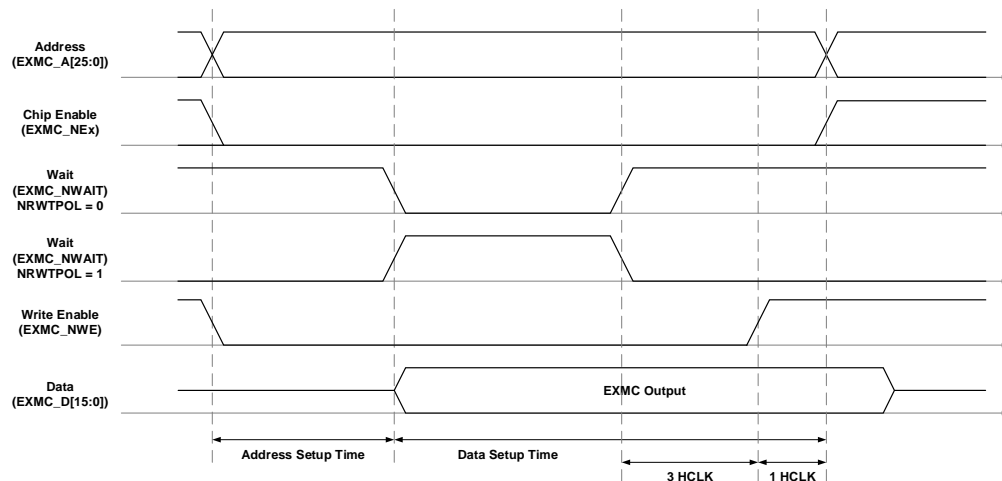 Address
(EXMC_A[25:0])
Chip Enable
(EXMC_NEx)
Wait
(EXMC_NWAIT)
NRWTPOL = 0
Wait
(EXMC_NWAIT)
NRWTPOL = 1
Write Enable
(EXMC_NWE)
Data
(EXMC_D[15:0])
EXMC Output
Address Setup Time
Data Setup Time
3 HCLK
1 HCLK